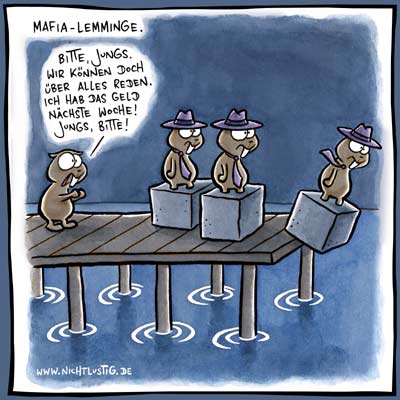 MAFIA-LEMMINGE.
BITTE, JUNGS.
WIR KÖNNEN DOCH
ÜBER ALLES REDEN.
ICH HAB DAS GELD
NÄCHSTE WOCHE!
JUNGS, BITTE!
WWW.NICHTLUSTIG.DE